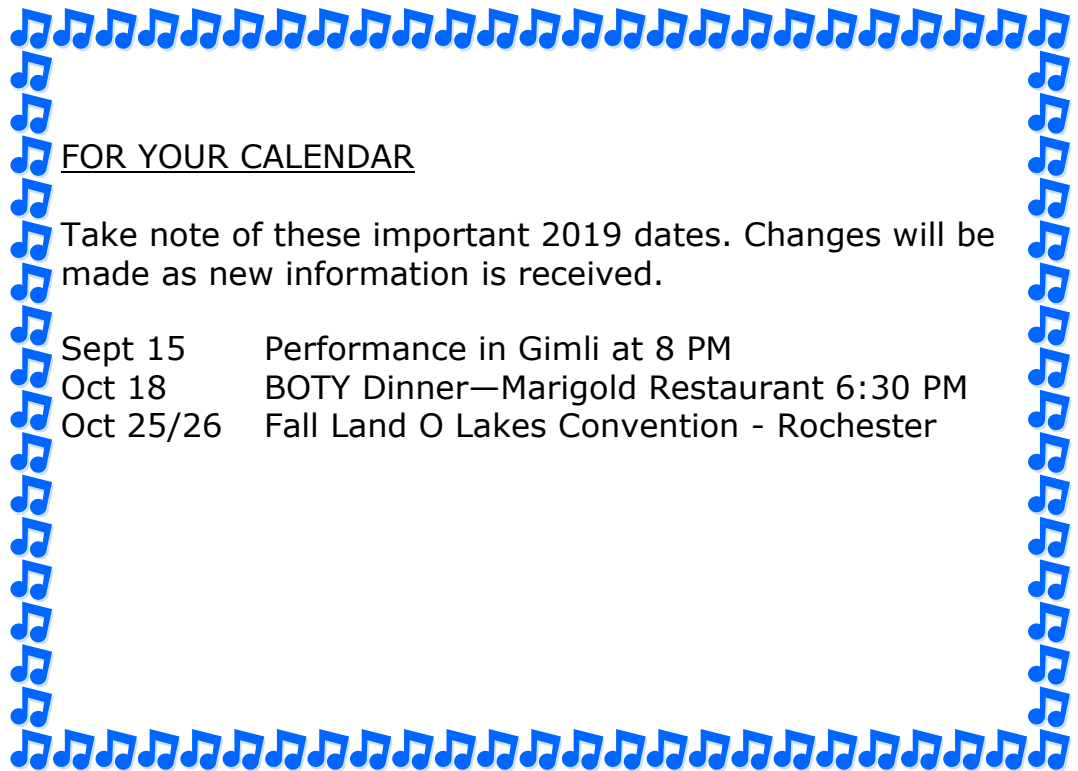 FOR YOUR CALENDAR
Take note of these important 2019 dates. Changes will be
made as new information is received.
Sept 15 Performance in Gimli at 8 PM
Oct 18 BOTY Dinner—Marigold Restaurant 6:30 PM
Oct 25/26 Fall Land O Lakes Convention - Rochester